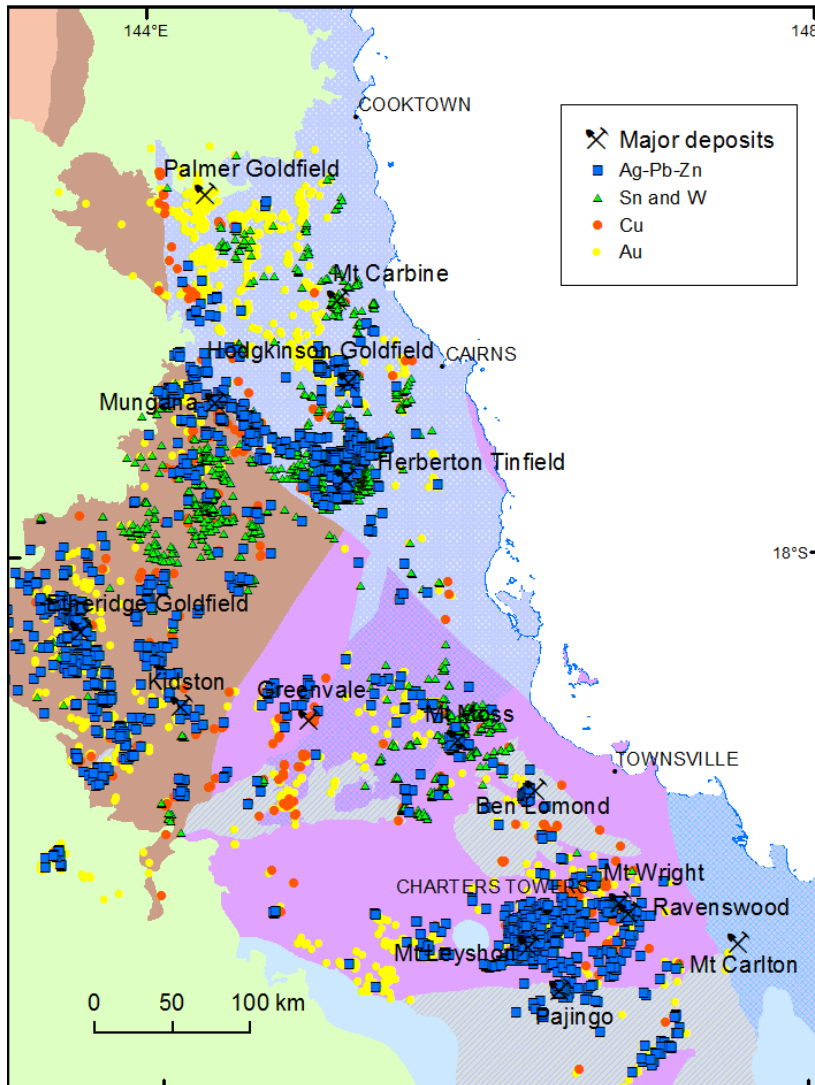 144°E
148
COOKTOWN
Major deposits
Ag-Pb-Zn
Sn and W
Cu
Au
Palmer Goldfield
Mt Carbine
Hodgkinson Goldfield
CAIRNS
Mungana
Herberton Tinfield
18°S
Etheridge Goldfield
Kidston
Greenvale
Mt Moss
TOWNSVILLE
Ben Lomond
Mt Wright
CHARTERS TOWERS
Ravenswood
Mt Leyshon
Mt Carlton
Pajingo
0 50 100 km